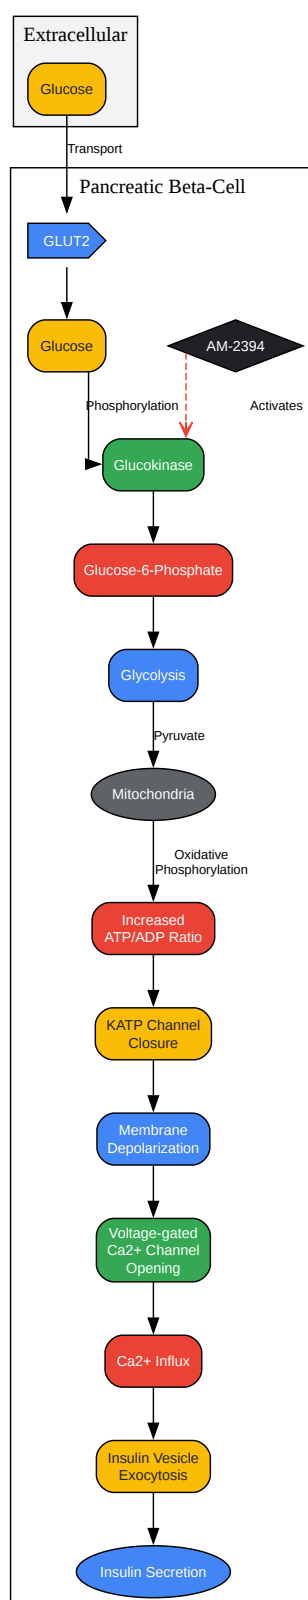 Extracellular
Glucose
Transport
Pancreatic Beta-Cell
GLUT2
Glucose
AM-2394
Phosphorylation
Activates
Glucokinase
Glucose-6-Phosphate
Glycolysis
Pyruvate
Mitochondria
Oxidative
Phosphorylation
Increased
ATP/ADP Ratio
KATP Channel
Closure
Membrane
Depolarization
Voltage-gated
Ca2+ Channel
Opening
Ca2+ Influx
Insulin Vesicle
Exocytosis
Insulin Secretion